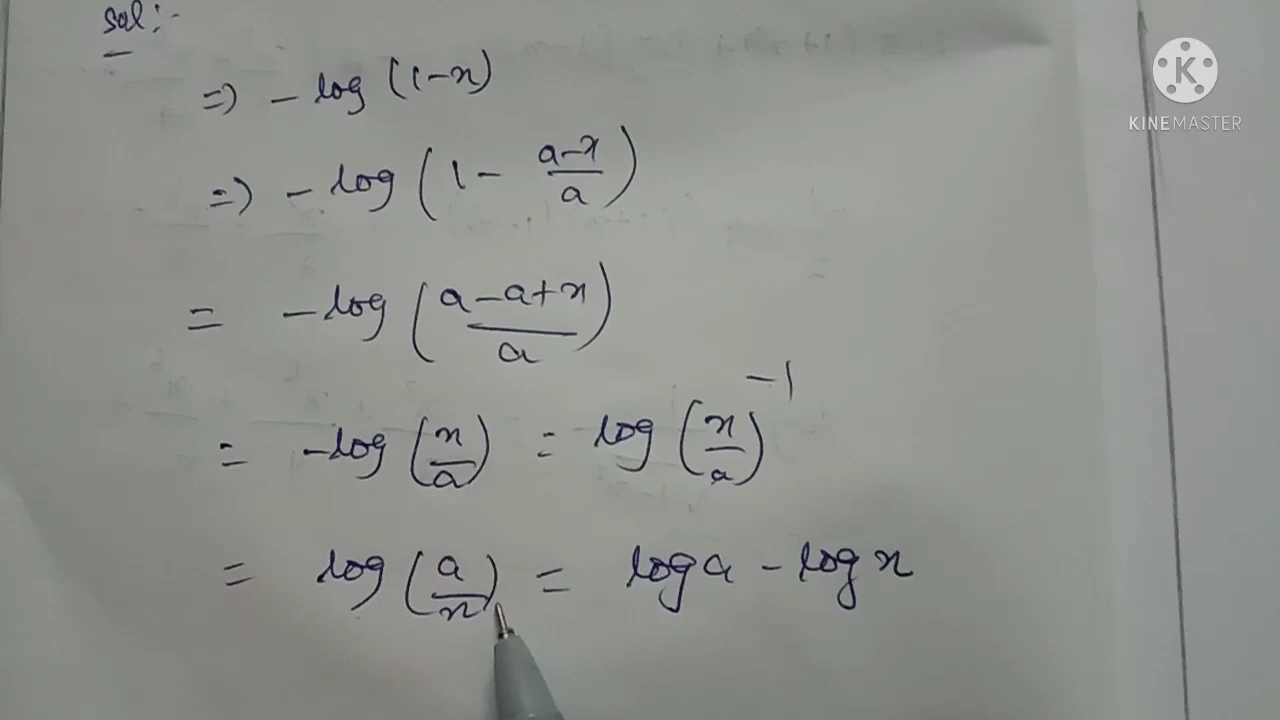 Sol:-
⇒ - log (1-x)
⇒ - log (1 - (a-x)/a)
= - log ((a-a+x)/a)
= -log (x/a) = log (x/a)^-1
= log (a/x) = log a - log x
K
KINEMASTER